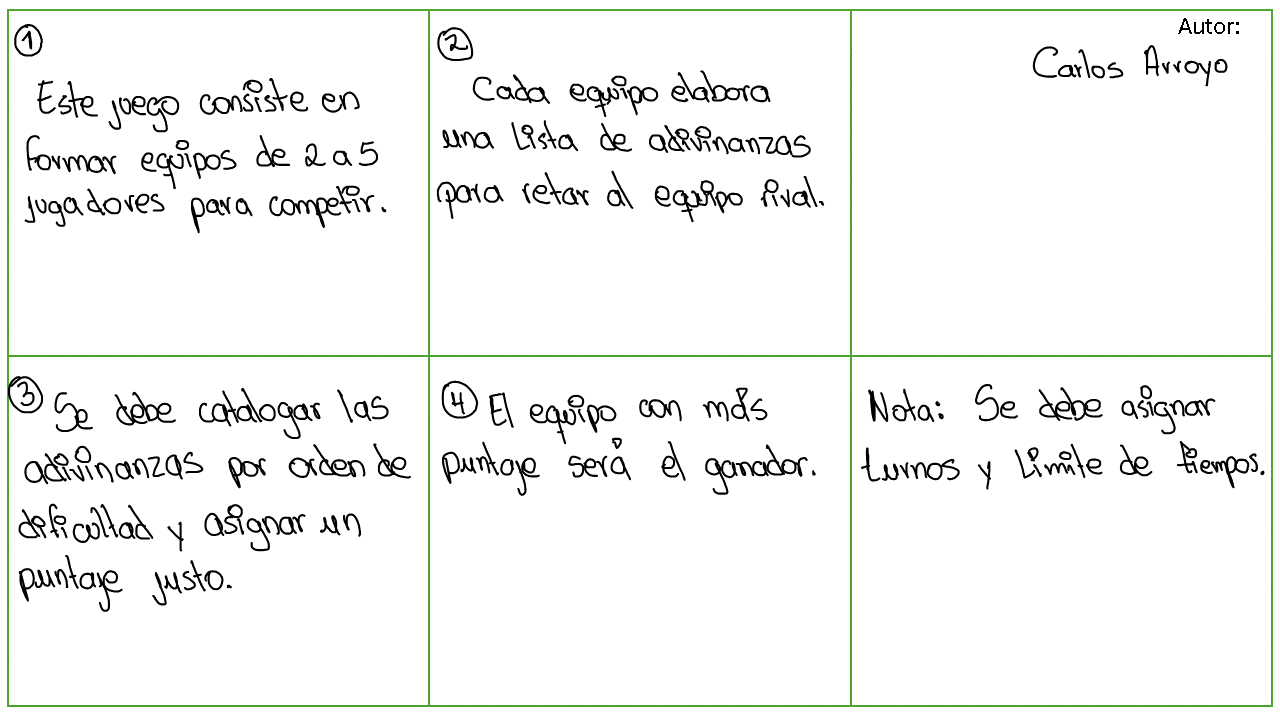 ①
Este juego consiste en
formar equipos de 2 a 5
jugadores para competir.
②
Cada equipo elabora
una lista de adivinanzas
para retar al equipo rival.
Autor:
Carlos Arroyo
③ Se debe catalogar las
adivinanzas por orden de
dificultad y asignar un
puntaje justo.
④ El equipo con más
puntaje será el ganador.
Nota: Se debe asignar
turnos y Limite de tiempos.